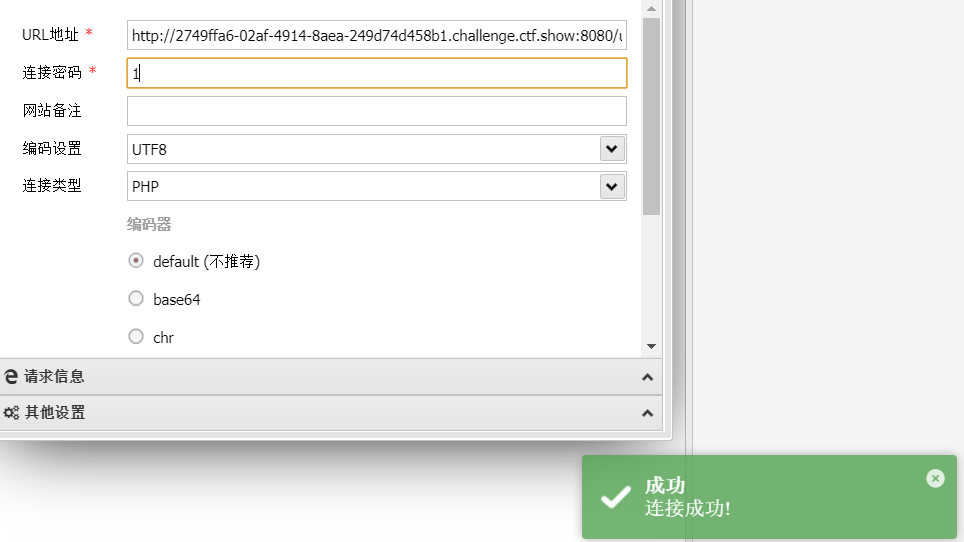 URL地址 *
http://2749ffa6-02af-4914-8aea-249d74d458b1.challenge.ctf.show:8080/u
连接密码 *
1
网站备注
编码设置
UTF8
连接类型
PHP
编码器
default (不推荐)
base64
chr
请求信息
其他设置
成功
连接成功!